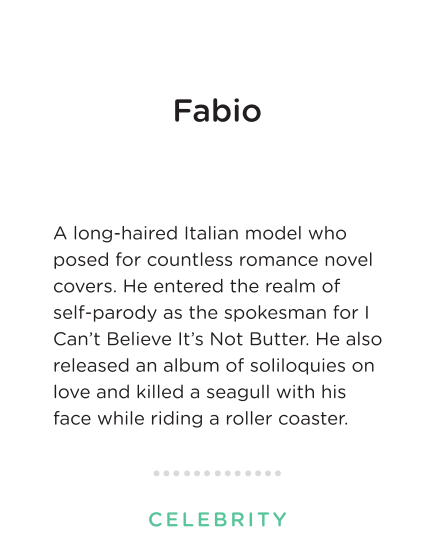 Fabio
A long-haired Italian model who
posed for countless romance novel
covers. He entered the realm of
self-parody as the spokesman for I
Can’t Believe It’s Not Butter. He also
released an album of soliloquies on
love and killed a seagull with his
face while riding a roller coaster.
CELEBRITY